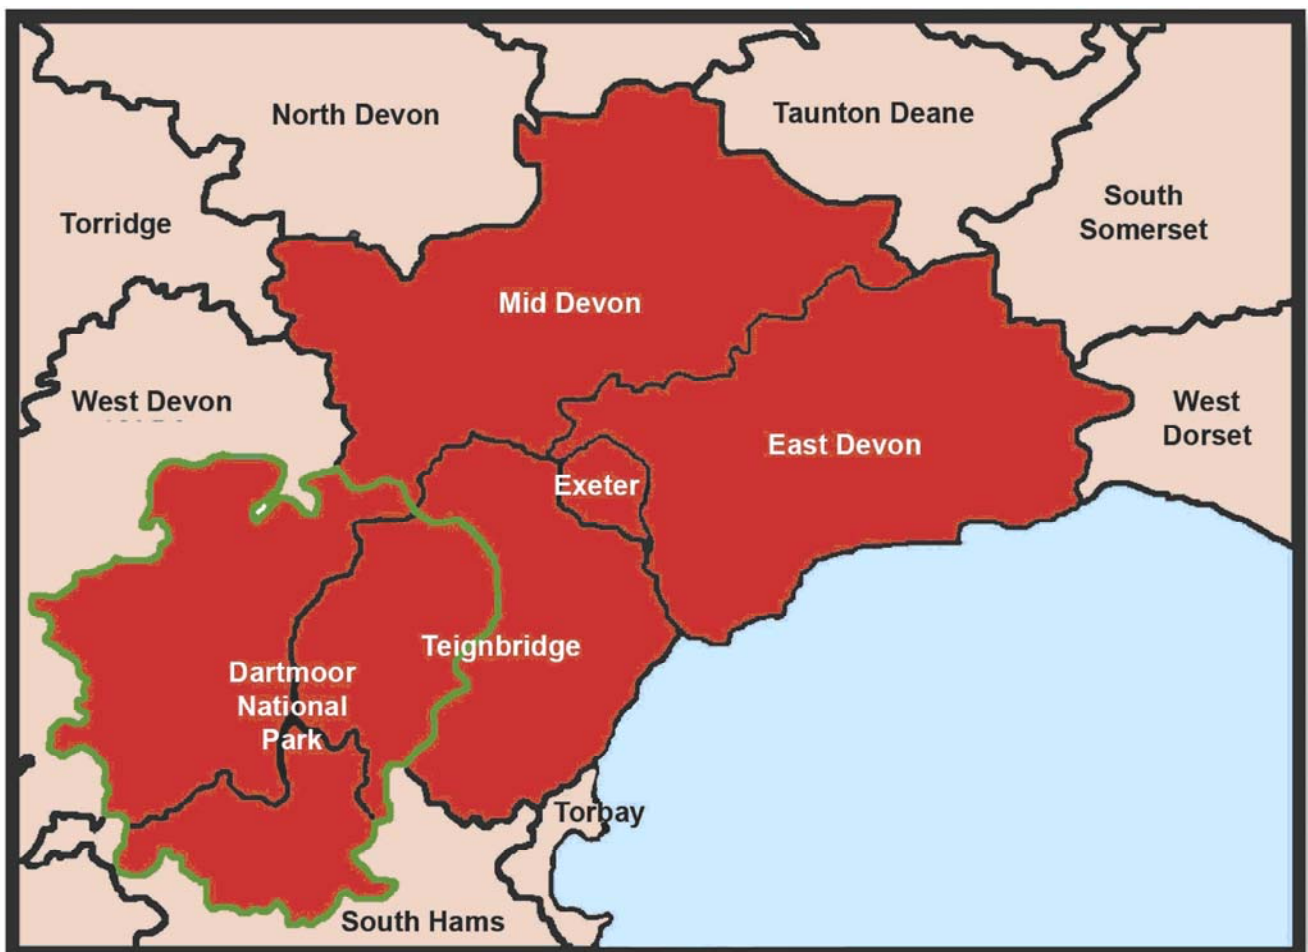 North Devon
Taunton Deane
Torridge
South
Somerset
Mid Devon
West Devon
West
Dorset
East Devon
Exeter
Teignbridge
Dartmoor
National
Park
Torbay
South Hams